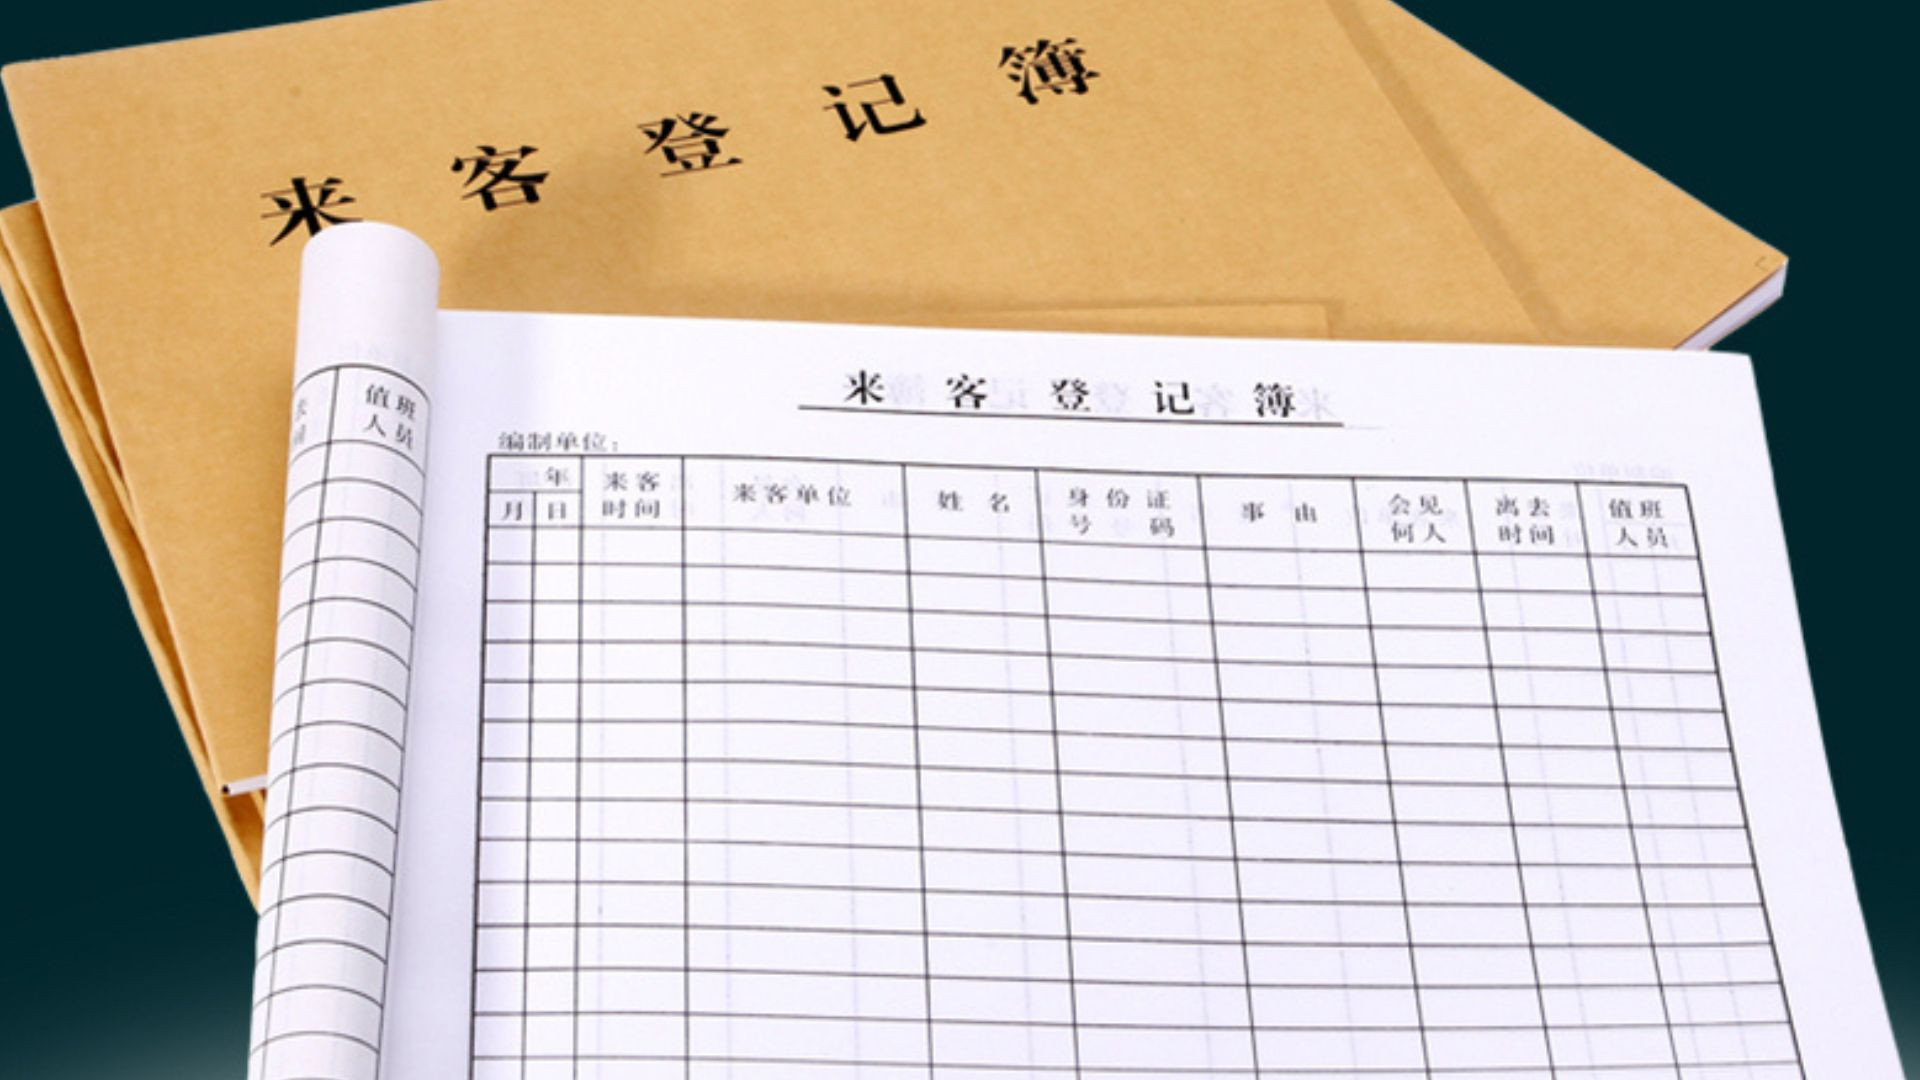 来客登记簿
来客登记簿
编制单位：
年
月 日
来客时间
来客单位
姓名
身份证号码
事由
会见何人
离去时间
值班人员
值班
人员